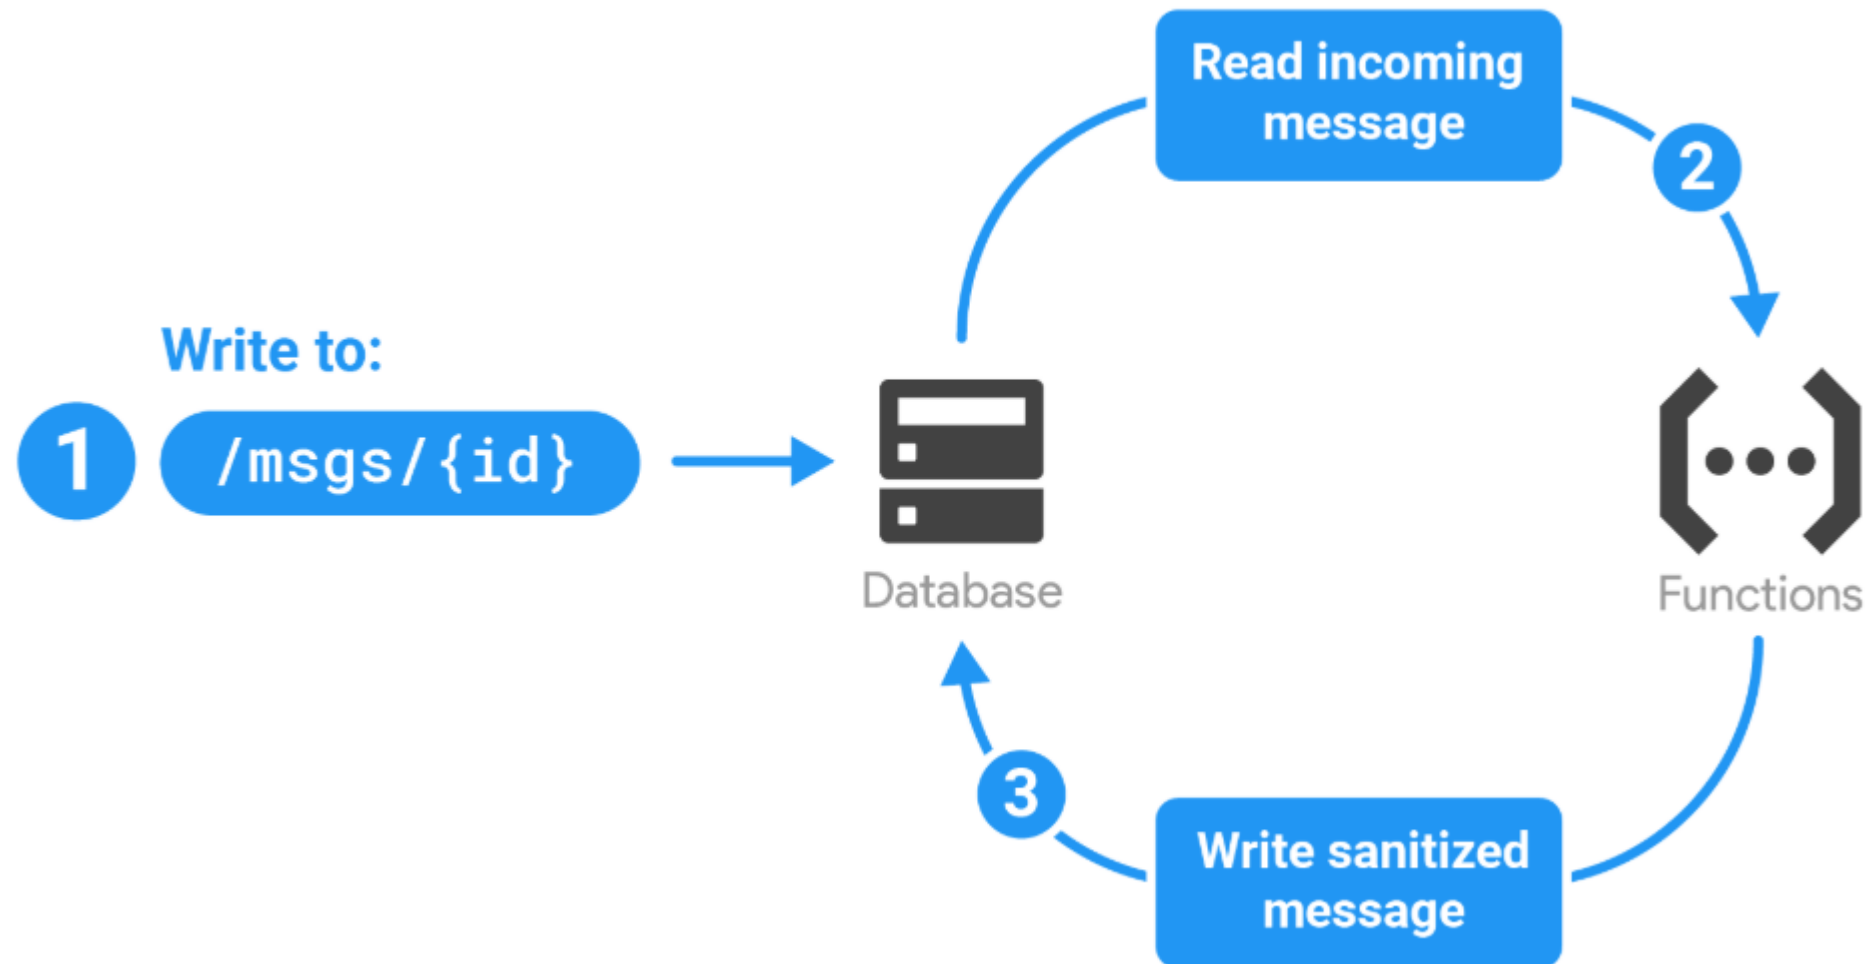 Write to:
1
/msgs/{id}
Database
Read incoming
message
2
Functions
3
Write sanitized
message